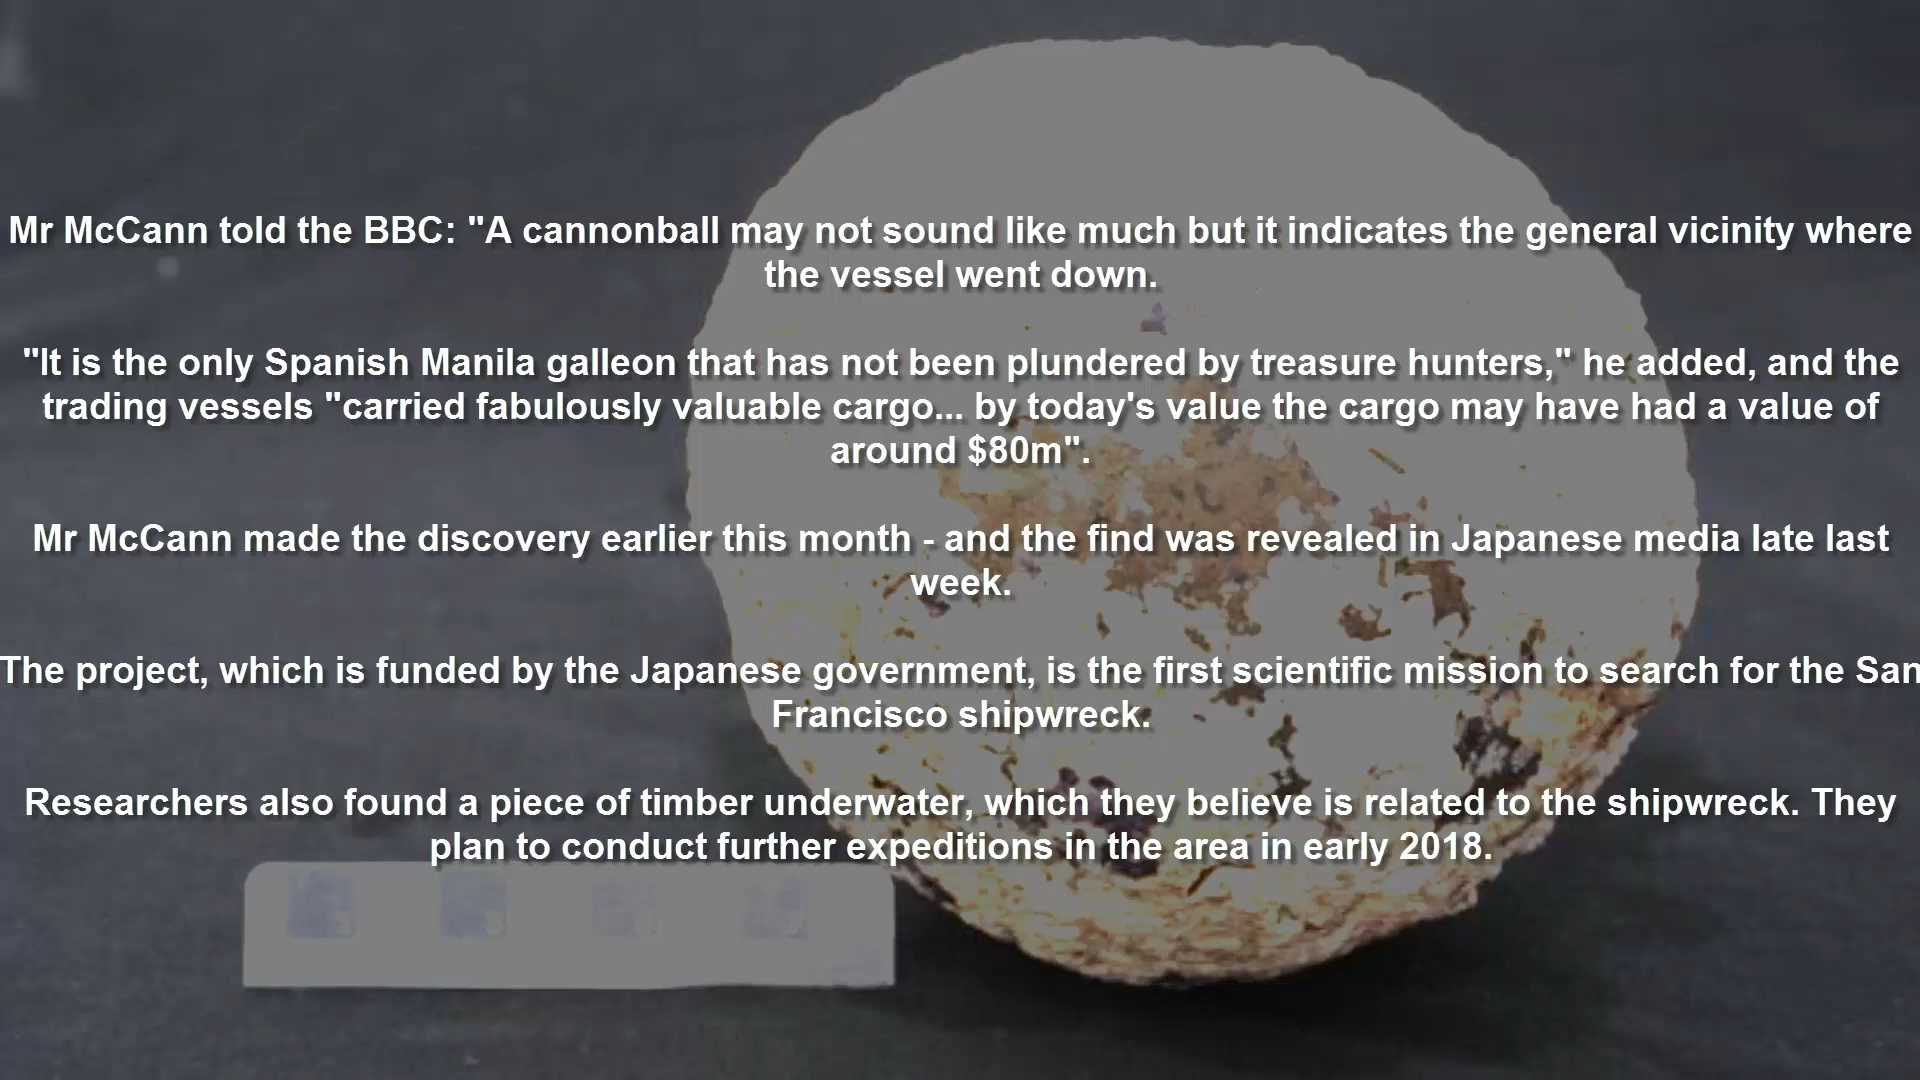 Mr McCann told the BBC: "A cannonball may not sound like much but it indicates the general vicinity where
the vessel went down.
"It is the only Spanish Manila galleon that has not been plundered by treasure hunters," he added, and the
trading vessels "carried fabulously valuable cargo... by today's value the cargo may have had a value of
around $80m".
Mr McCann made the discovery earlier this month - and the find was revealed in Japanese media late last
week.
The project, which is funded by the Japanese government, is the first scientific mission to search for the San
Francisco shipwreck.
Researchers also found a piece of timber underwater, which they believe is related to the shipwreck. They
plan to conduct further expeditions in the area in early 2018.